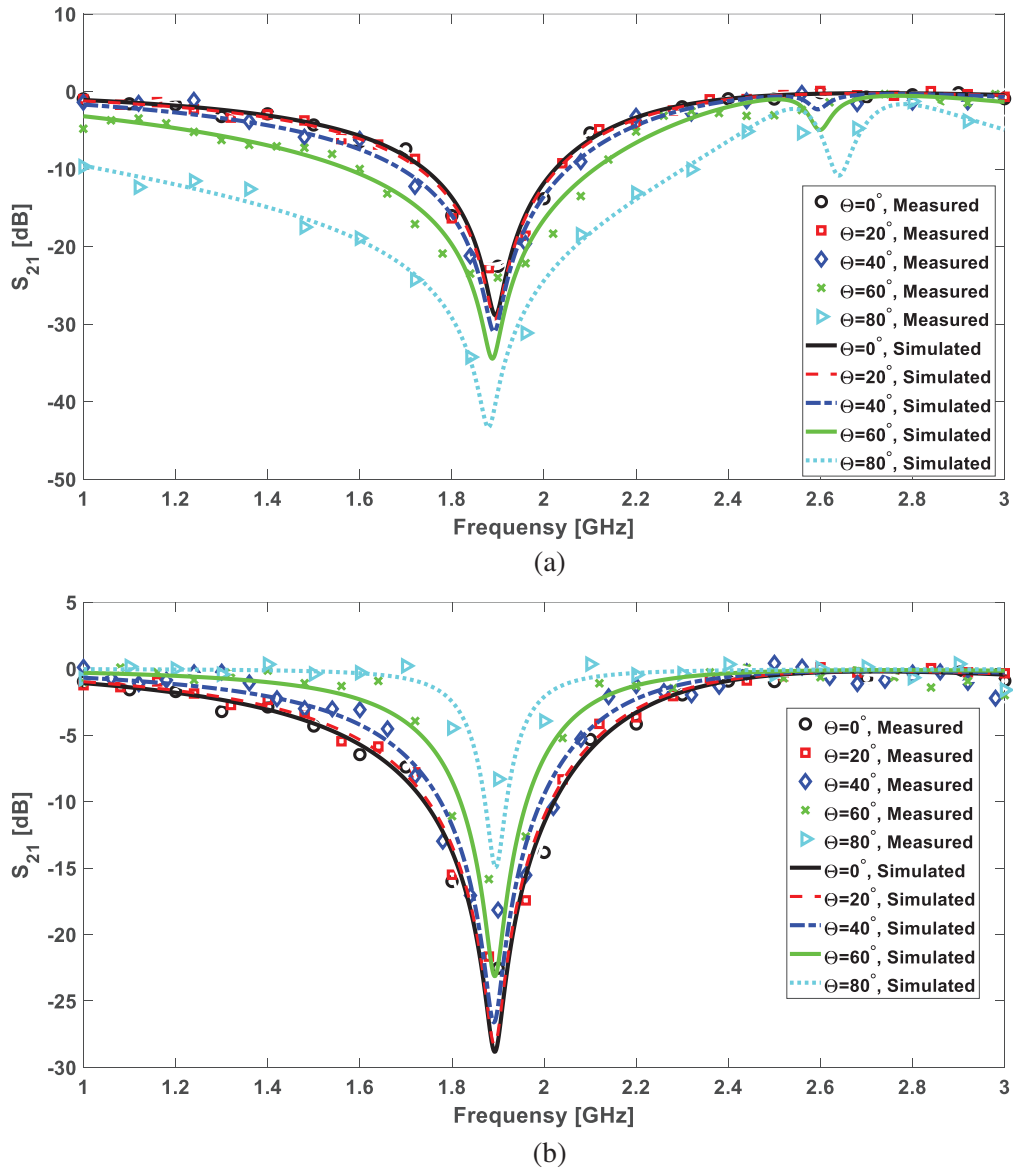 10
0
-10
-20
-30
-40
-50
S21 [dB]
1
1.2
1.4
1.6
1.8
2
2.2
2.4
2.6
2.8
3
Frequensy [GHz]
Θ=0°, Measured
Θ=20°, Measured
Θ=40°, Measured
Θ=60°, Measured
Θ=80°, Measured
Θ=0°, Simulated
Θ=20°, Simulated
Θ=40°, Simulated
Θ=60°, Simulated
Θ=80°, Simulated
(a)
5
0
-5
-10
-15
-20
-25
-30
S21 [dB]
1
1.2
1.4
1.6
1.8
2
2.2
2.4
2.6
2.8
3
Frequensy [GHz]
Θ=0°, Measured
Θ=20°, Measured
Θ=40°, Measured
Θ=60°, Measured
Θ=80°, Measured
Θ=0°, Simulated
Θ=20°, Simulated
Θ=40°, Simulated
Θ=60°, Simulated
Θ=80°, Simulated
(b)